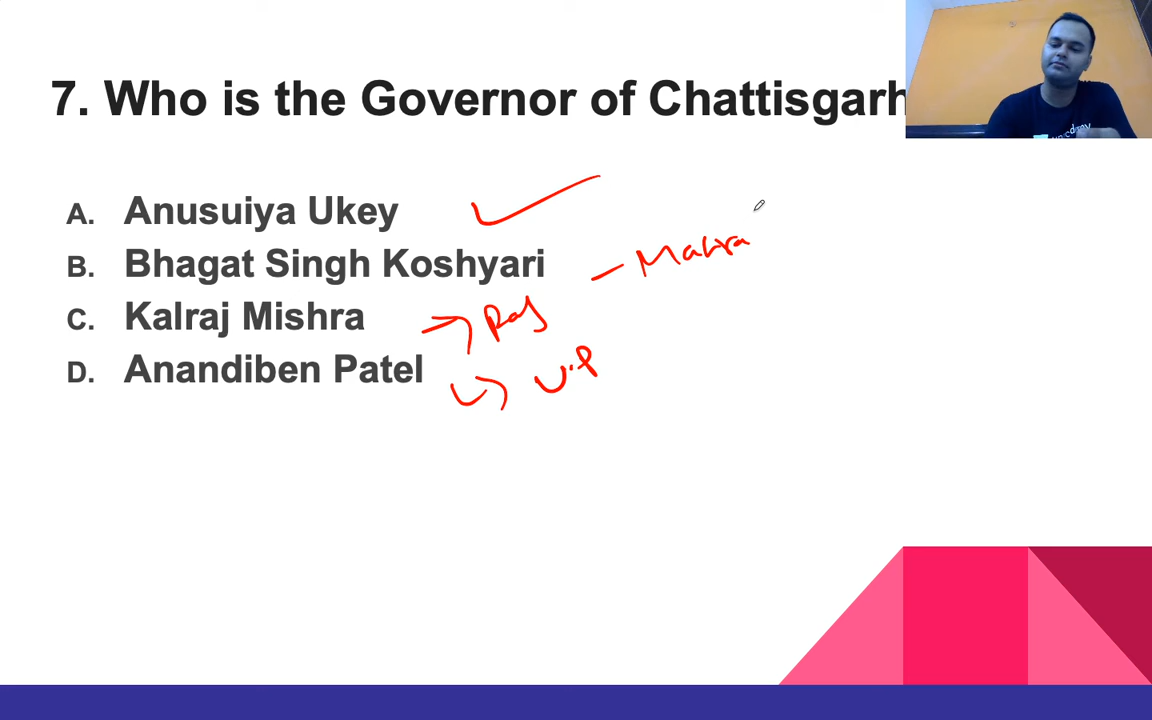 7. Who is the Governor of Chattisgarh
A. Anusuiya Ukey
B. Bhagat Singh Koshyari – Mahra
C. Kalraj Mishra → Raj
D. Anandiben Patel → U.P